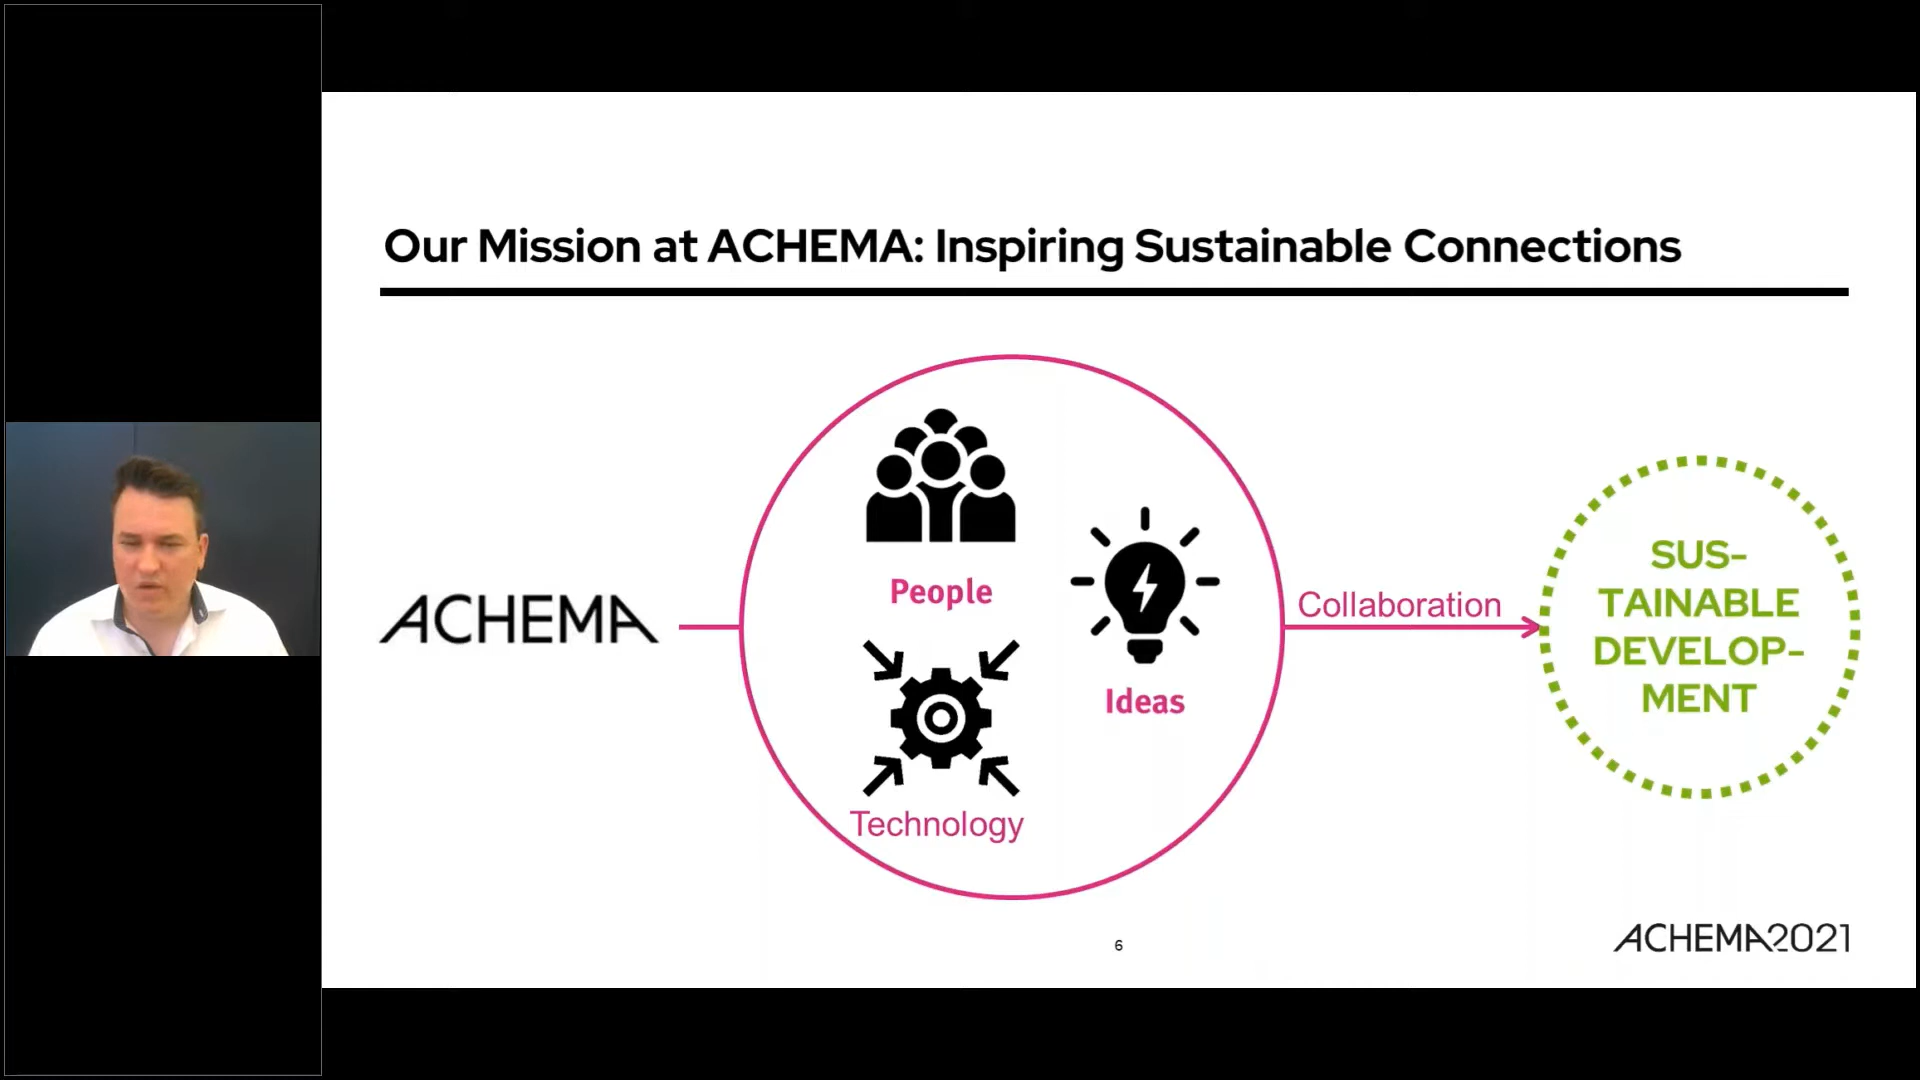 Our Mission at ACHEMA: Inspiring Sustainable Connections
People
Ideas
Technology
ACHEMA
Collaboration
SUS-
TAINABLE
DEVELOP-
MENT
6
ACHEMA2021